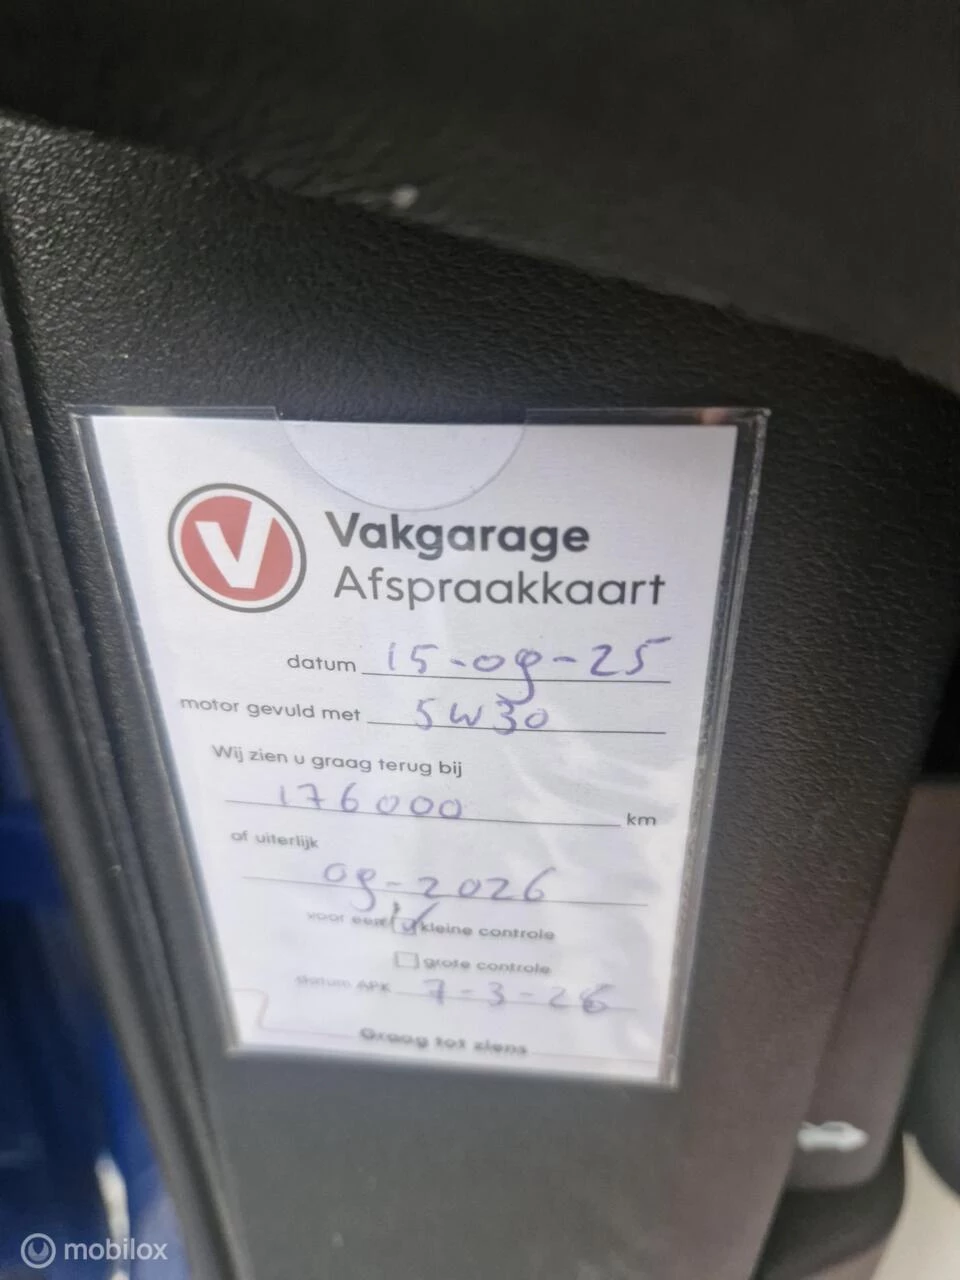 V
Vakgarage
Afspraakkaart
datum 15-09-25
motor gevuld met 5W30
Wij zien u graag terug bij
176000 km
of uiterlijk
09-2026
voor een kleine controle
grote controle
datum APK 7-3-26
Graag tot ziens
mobilox